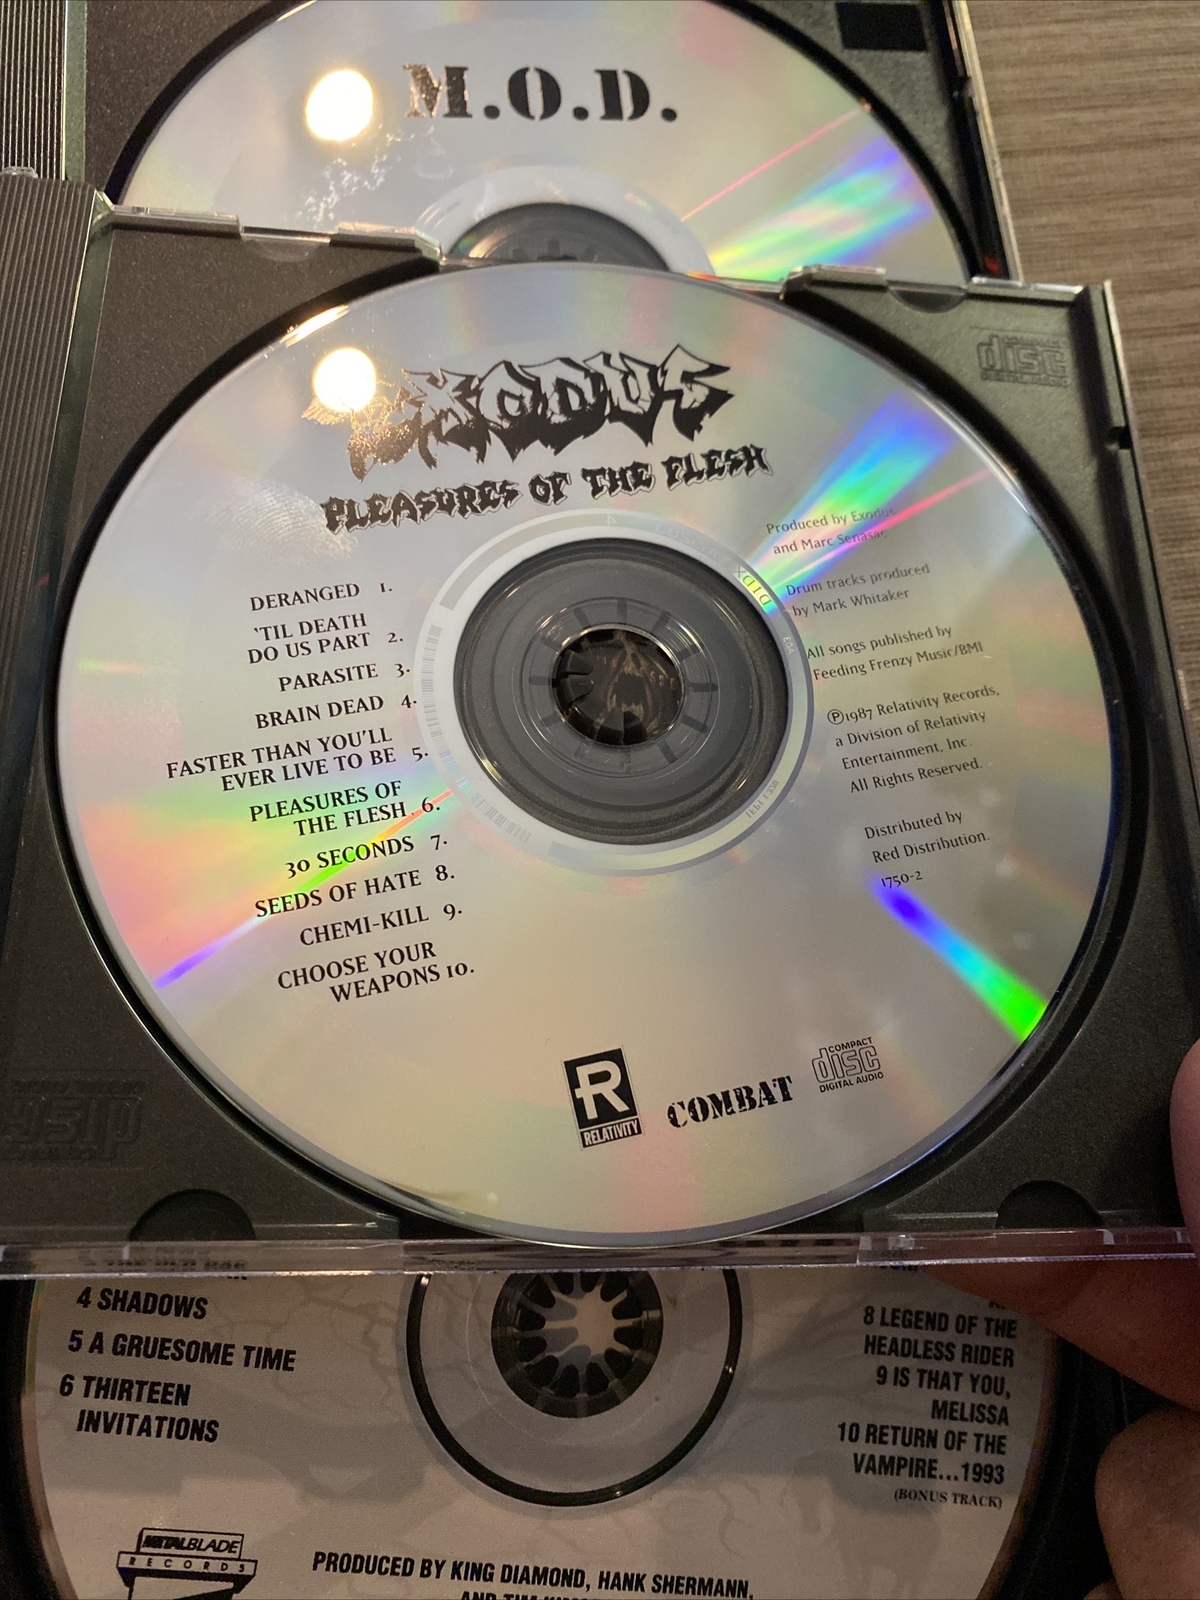 M.O.D.
EXODUS
PLEASURES OF THE FLESH
DERANGED 1.
'TIL DEATH
DO US PART 2.
PARASITE 3.
BRAIN DEAD 4.
FASTER THAN YOU'LL
EVER LIVE TO BE 5.
PLEASURES OF
THE FLESH 6.
30 SECONDS 7.
SEEDS OF HATE 8.
CHEMI-KILL 9.
CHOOSE YOUR
WEAPONS 10.
Produced by Exodus
and Marc Senasac
Drum tracks produced
by Mark Whitaker
All songs published by
Feeding Frenzy Music/BMI
℗1987 Relativity Records,
a Division of Relativity
Entertainment, Inc.
All Rights Reserved.
Distributed by
Red Distribution.
1750-2
R
RELATIVITY
COMBAT
COMPACT
disc
DIGITAL AUDIO
disc
DIGITAL AUDIO
4 SHADOWS
5 A GRUESOME TIME
6 THIRTEEN
INVITATIONS
8 LEGEND OF THE
HEADLESS RIDER
9 IS THAT YOU,
MELISSA
10 RETURN OF THE
VAMPIRE...1993
(BONUS TRACK)
METALBLADE
RECORDS
PRODUCED BY KING DIAMOND, HANK SHERMANN,